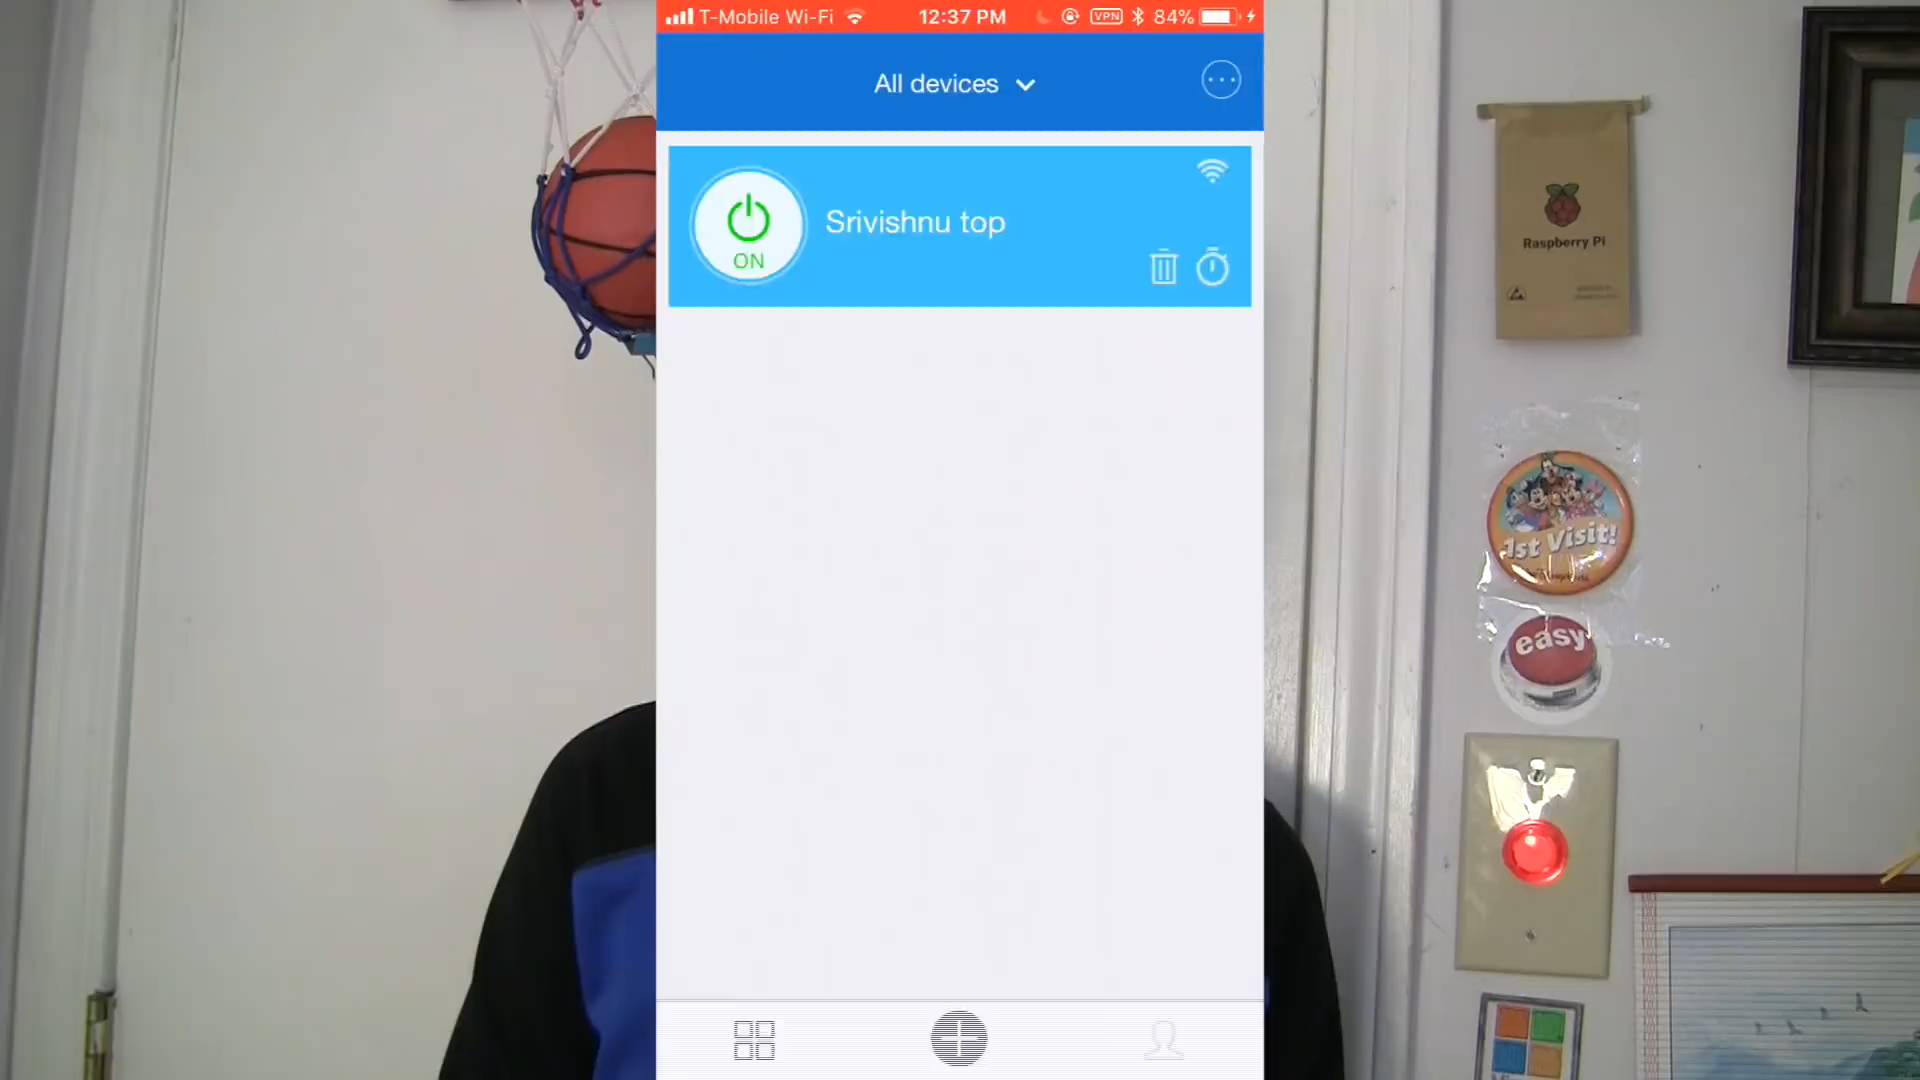 T-Mobile Wi-Fi
12:37 PM
VPN
84%
All devices
ON
Srivishnu top
Raspberry Pi
1st Visit!
easy